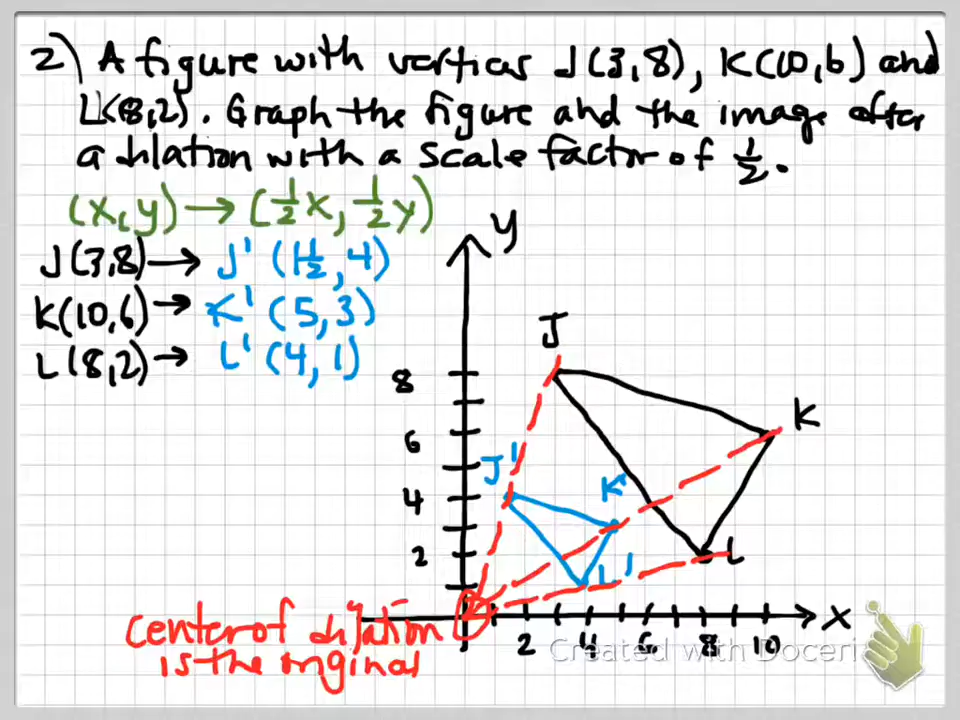 2) A figure with vertices J(3,8), K(10,6) and
L(8,2). Graph the figure and the image after
a dilation with a scale factor of 1/2.
(x,y) → (1/2x, 1/2y)
J(3,8) → J' (1 1/2, 4)
K(10,6) → K' (5, 3)
L(8,2) → L' (4, 1)
y
J
8
K
6
J'
K'
4
2
L
L'
x
2 4 6 8 10
center of dilation
is the original
Created with Doceri